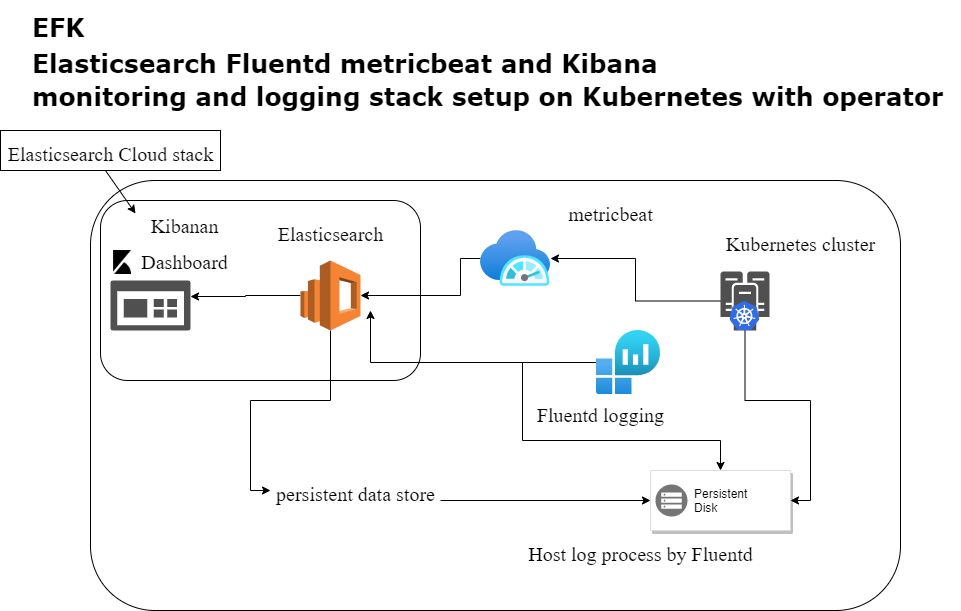 EFK
Elasticsearch Fluentd metricbeat and Kibana
monitoring and logging stack setup on Kubernetes with operator
Elasticsearch Cloud stack
Kibanan
Dashboard
Elasticsearch
metricbeat
Kubernetes cluster
Fluentd logging
persistent data store
Persistent
Disk
Host log process by Fluentd